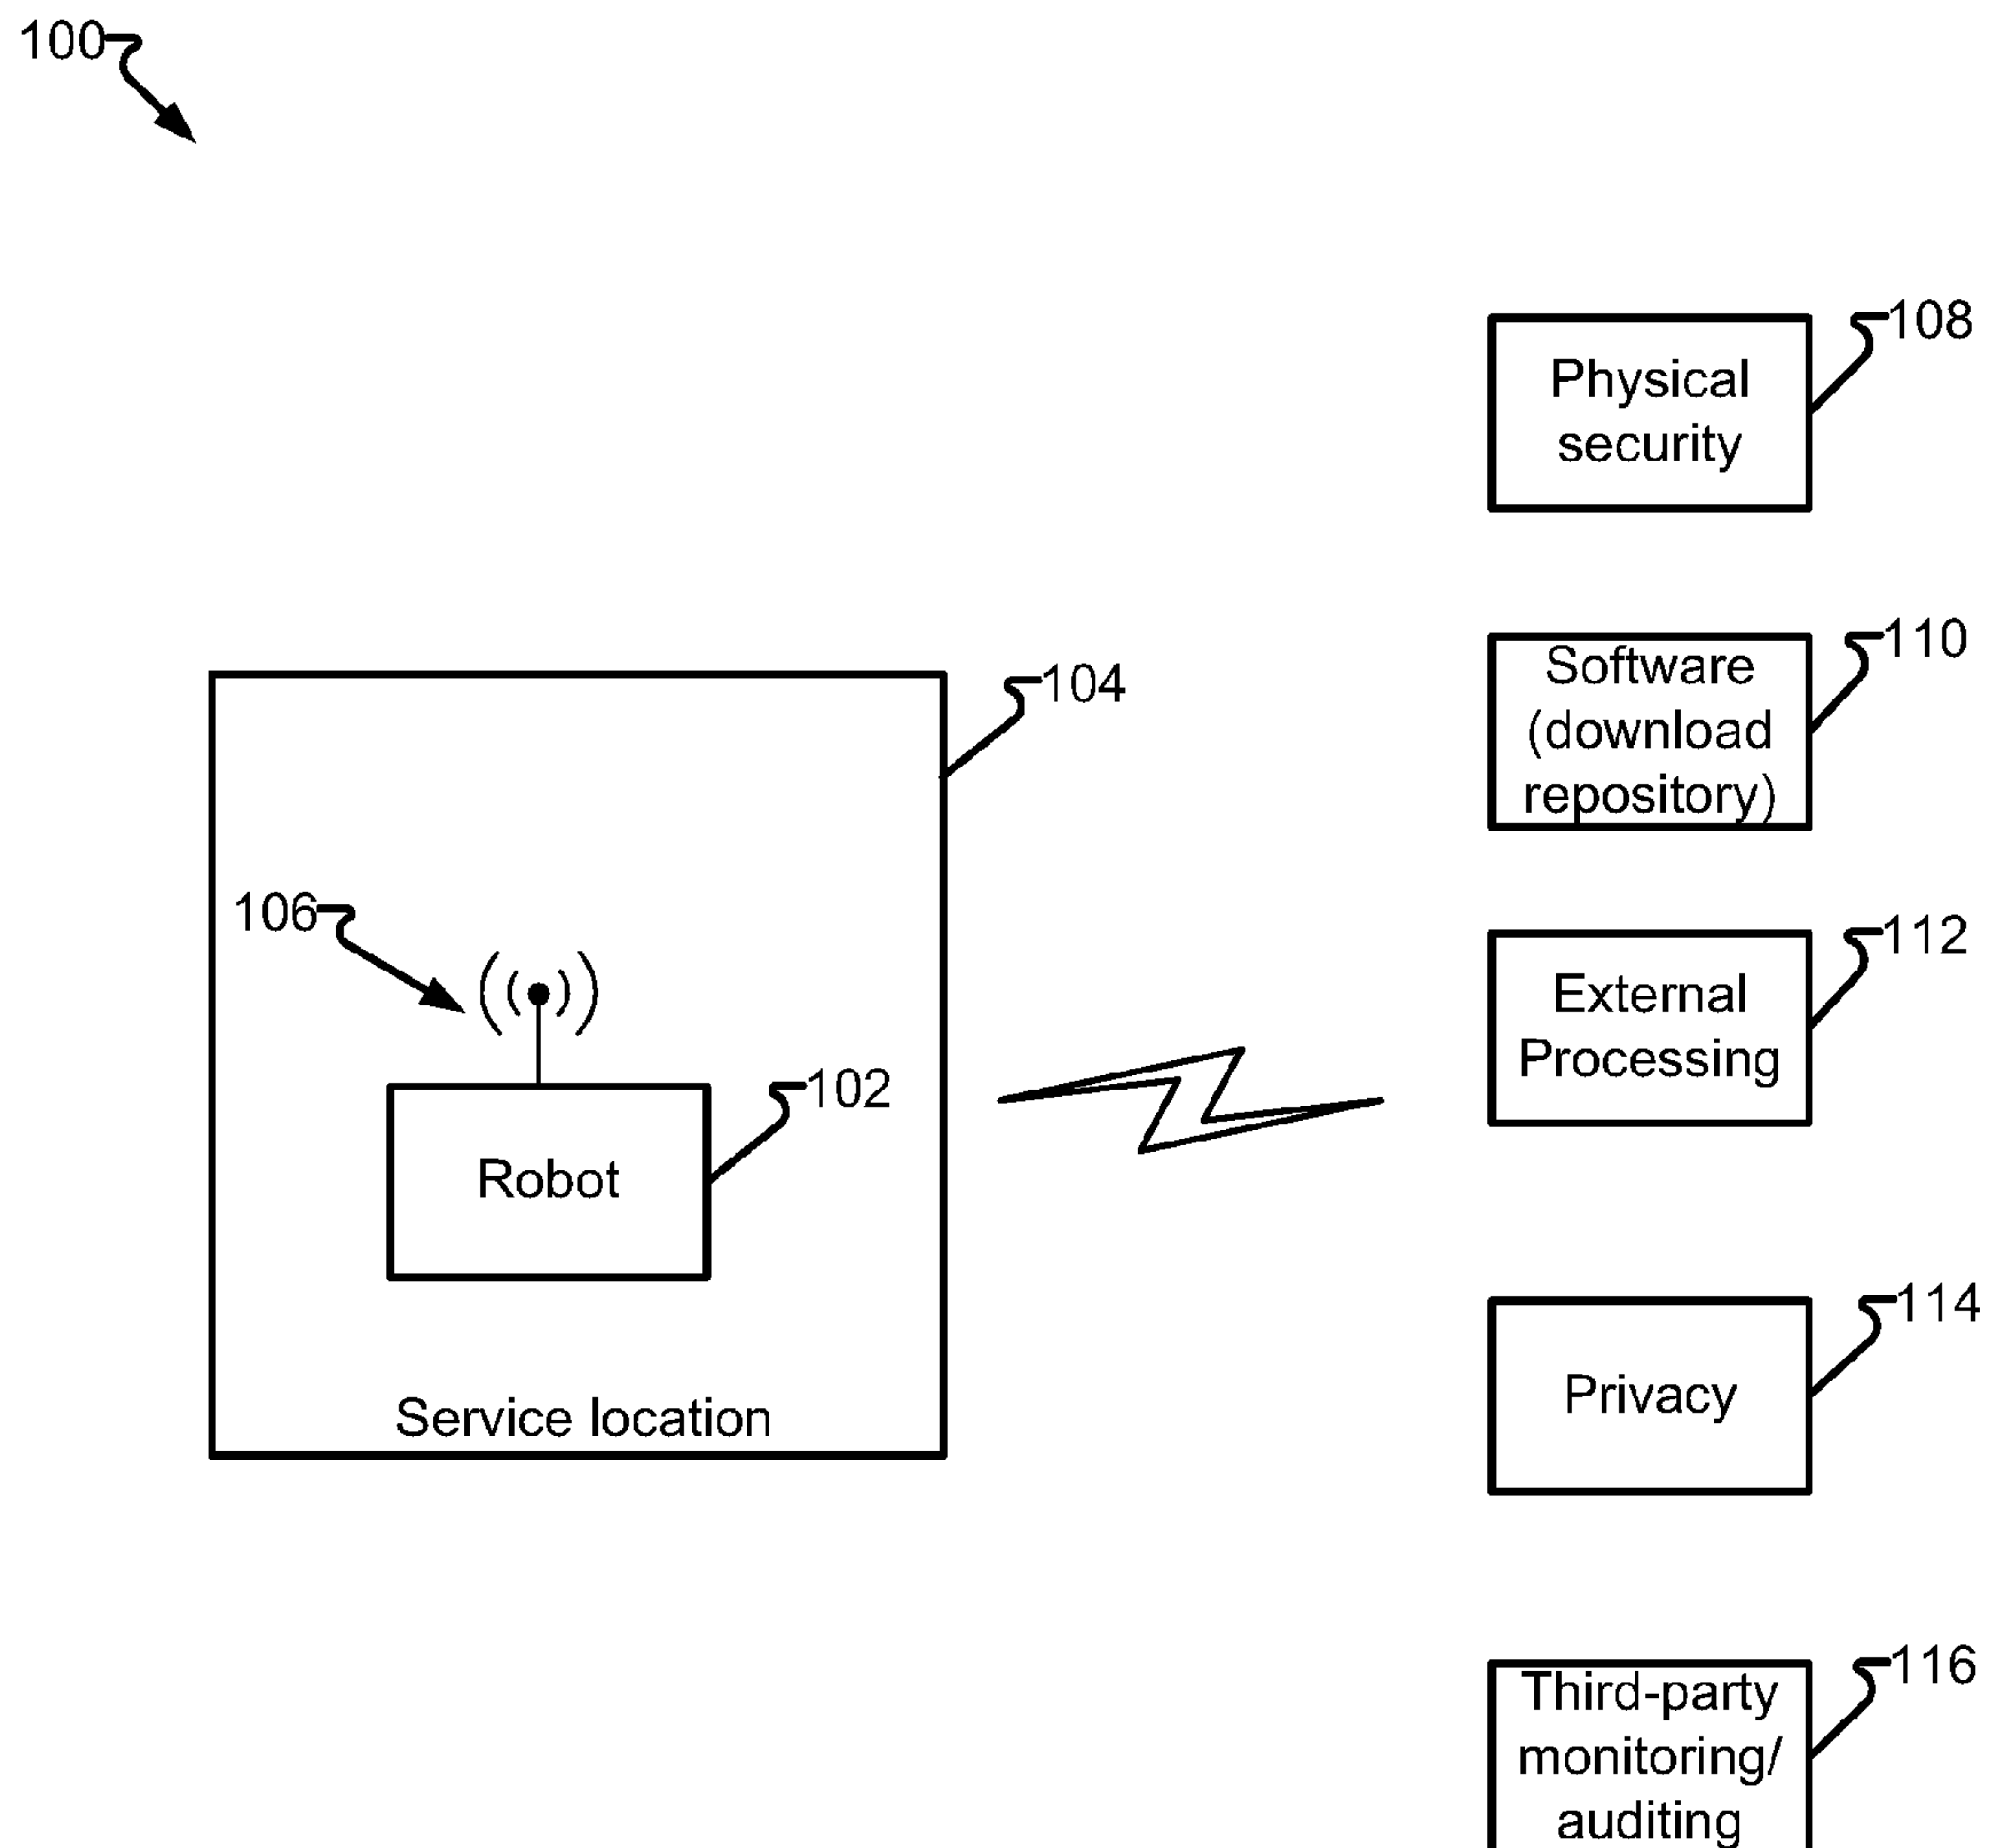 100
108
Physical
security
110
Software
(download
repository)
104
106
112
External
Processing
102
Robot
114
Privacy
Service location
116
Third-party
monitoring/
auditing